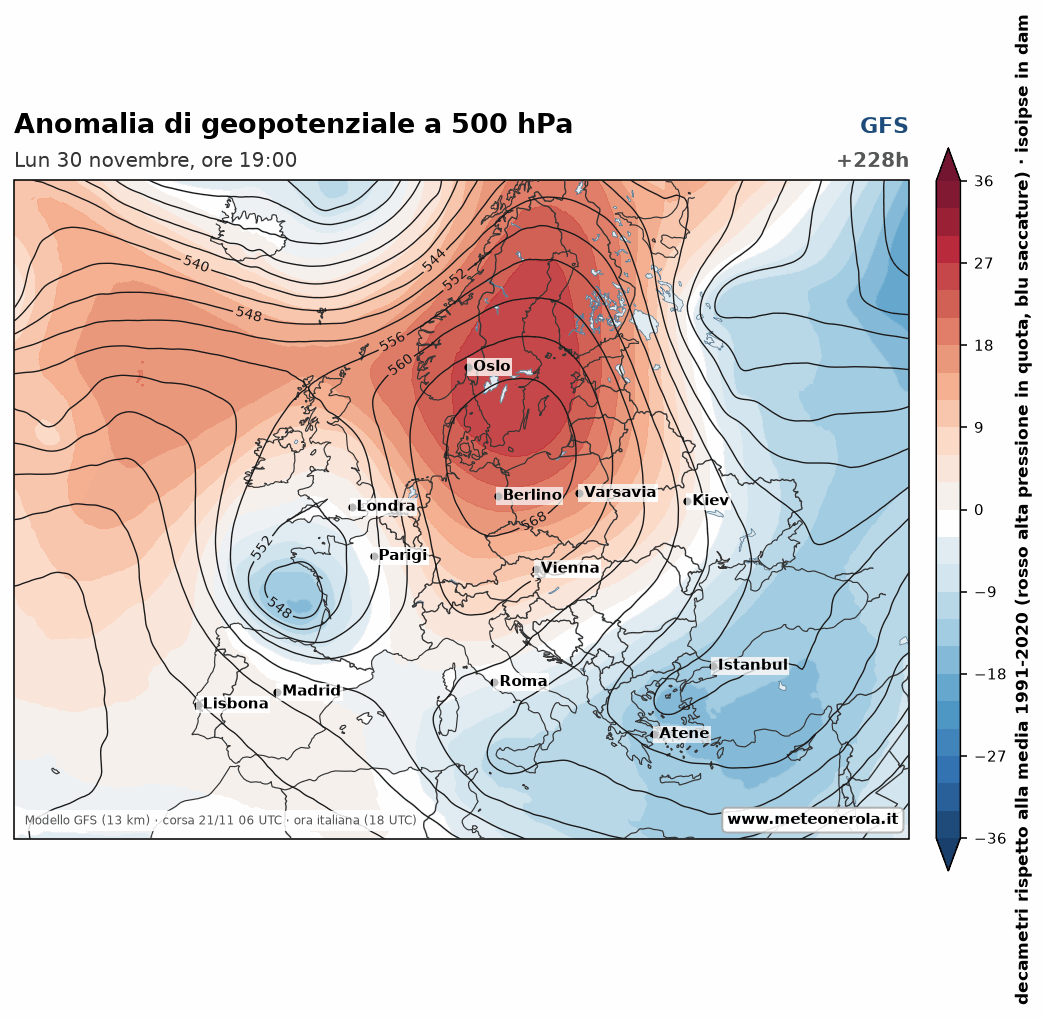 Anomalia di geopotenziale a 500 hPa
GFS
Lun 30 novembre, ore 19:00
+228h
540
544
552
548
556
560
Oslo
Londra
Berlino
Varsavia
Kiev
568
552
Parigi
Vienna
548
Istanbul
Roma
Madrid
Lisbona
Atene
Modello GFS (13 km) · corsa 21/11 06 UTC · ora italiana (18 UTC)
www.meteonerola.it
36
27
18
9
0
−9
−18
−27
−36
decametri rispetto alla media 1991-2020 (rosso alta pressione in quota, blu saccature) · isoipse in dam